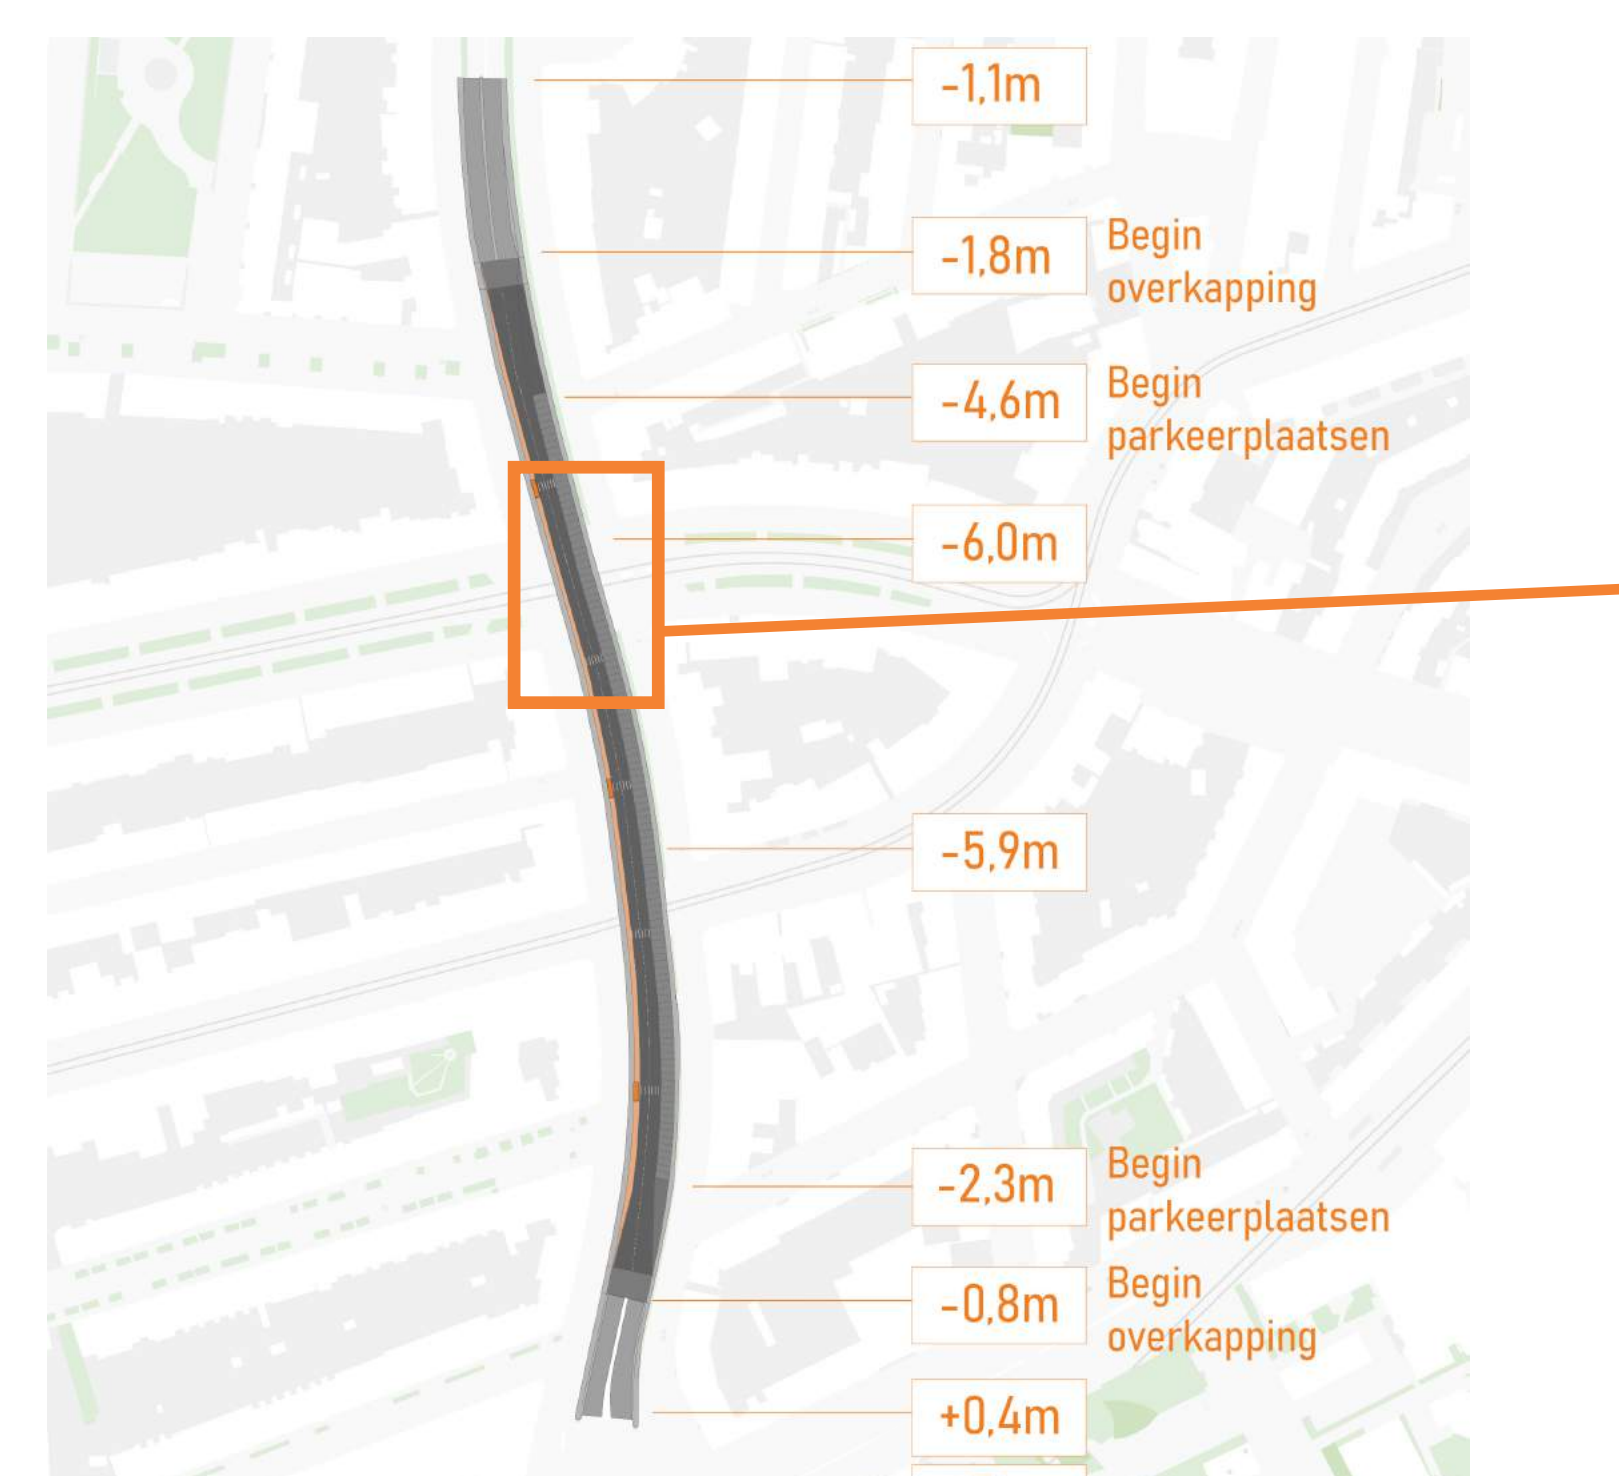 -1,1m
-1,8m
Begin
overkapping
-4,6m
Begin
parkeerplaatsen
-6,0m
-5,9m
-2,3m
Begin
parkeerplaatsen
-0,8m
Begin
overkapping
+0,4m